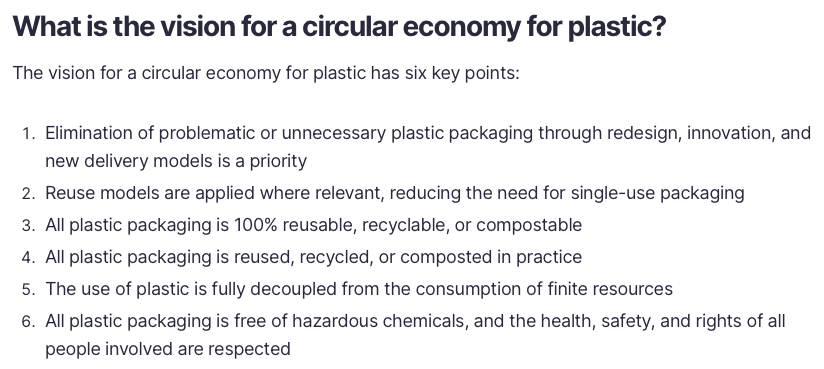 What is the vision for a circular economy for plastic?
The vision for a circular economy for plastic has six key points:
1. Elimination of problematic or unnecessary plastic packaging through redesign, innovation, and
new delivery models is a priority
2. Reuse models are applied where relevant, reducing the need for single-use packaging
3. All plastic packaging is 100% reusable, recyclable, or compostable
4. All plastic packaging is reused, recycled, or composted in practice
5. The use of plastic is fully decoupled from the consumption of finite resources
6. All plastic packaging is free of hazardous chemicals, and the health, safety, and rights of all
people involved are respected